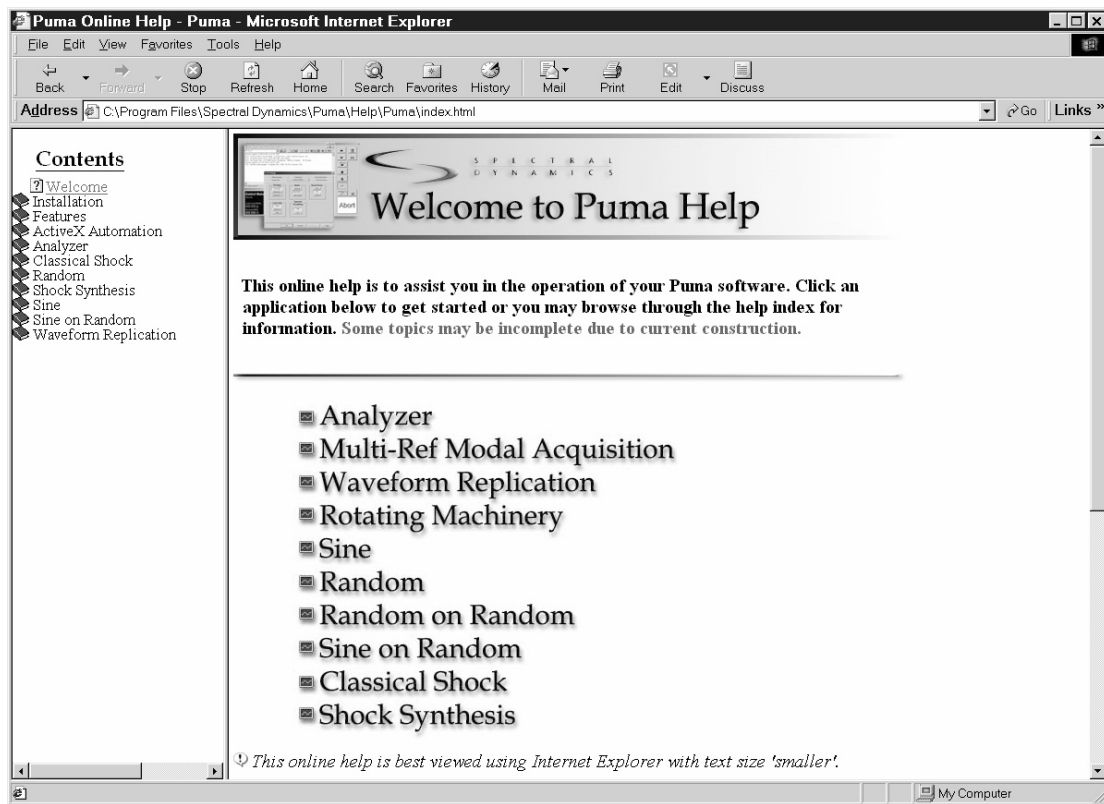 Puma Online Help - Puma - Microsoft Internet Explorer
File Edit View Favorites Tools Help
Back Forward Stop Refresh Home Search Favorites History Mail Print Edit Discuss
Address C:\Program Files\Spectral Dynamics\Puma\Help\Puma\index.html Go Links »
Contents
Welcome
Installation
Features
ActiveX Automation
Analyzer
Classical Shock
Random
Shock Synthesis
Sine
Sine on Random
Waveform Replication
SPECTRAL
DYNAMICS
Abort
Welcome to Puma Help
This online help is to assist you in the operation of your Puma software. Click an
application below to get started or you may browse through the help index for
information. Some topics may be incomplete due to current construction.
Analyzer
Multi-Ref Modal Acquisition
Waveform Replication
Rotating Machinery
Sine
Random
Random on Random
Sine on Random
Classical Shock
Shock Synthesis
This online help is best viewed using Internet Explorer with text size 'smaller'.
My Computer